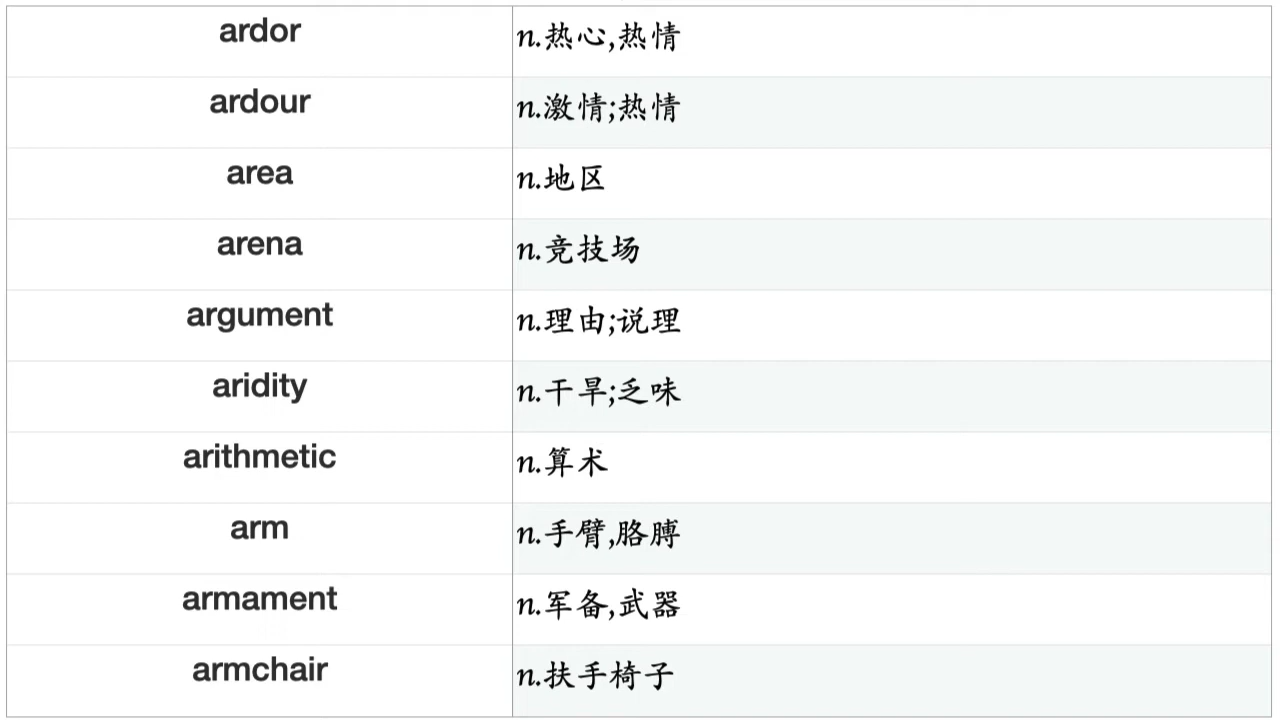 ardor n.热心,热情
ardour n.激情;热情
area n.地区
arena n.竞技场
argument n.理由;说理
aridity n.干旱;乏味
arithmetic n.算术
arm n.手臂,胳膊
armament n.军备,武器
armchair n.扶手椅子